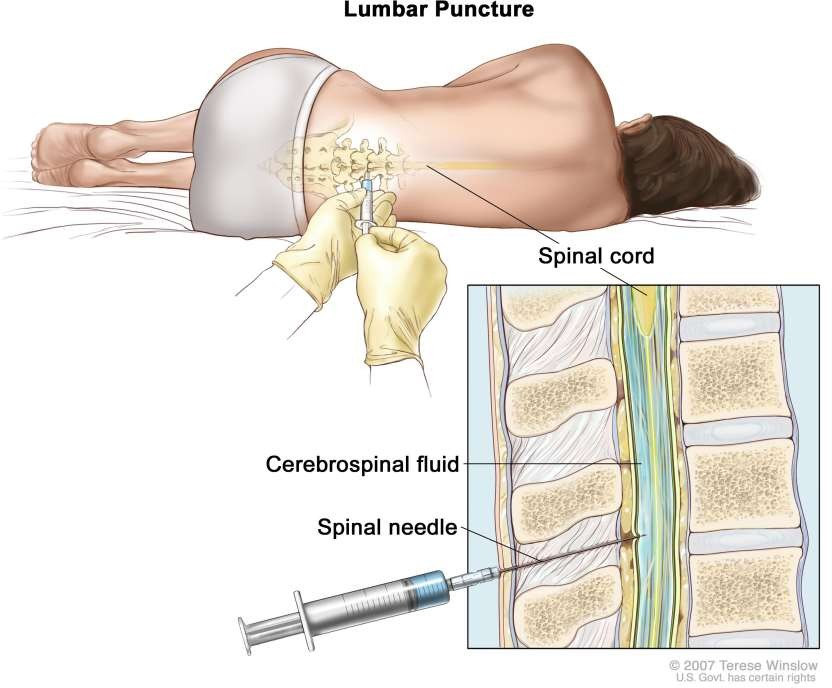 Lumbar Puncture
Spinal cord
Cerebrospinal fluid
Spinal needle
© 2007 Terese Winslow
U.S. Govt. has certain rights